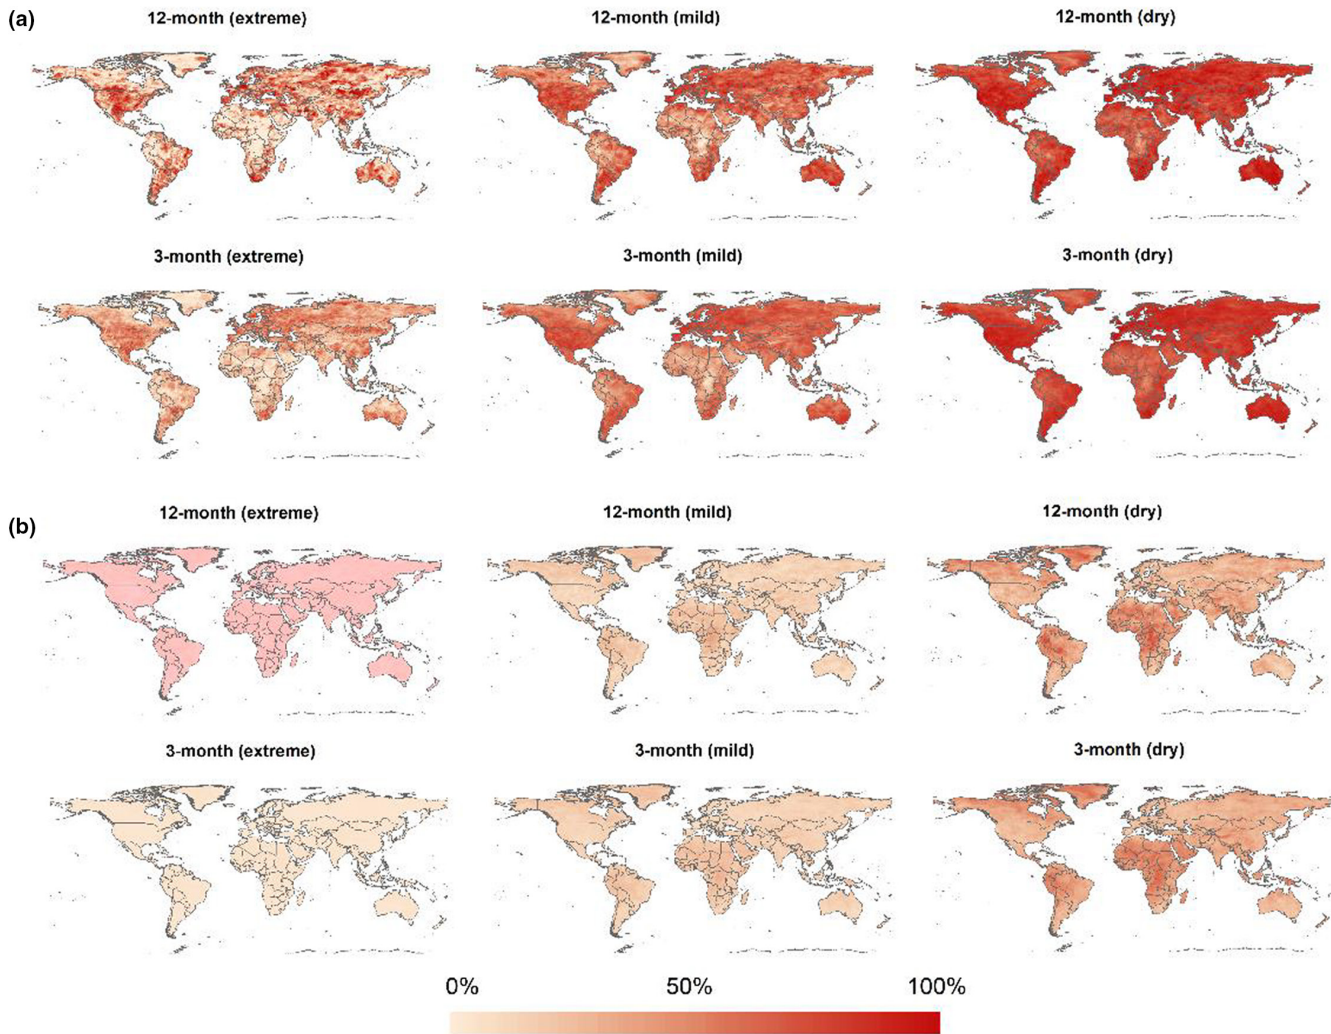 (a)
12-month (extreme)
12-month (mild)
12-month (dry)
3-month (extreme)
3-month (mild)
3-month (dry)
(b)
12-month (extreme)
12-month (mild)
12-month (dry)
3-month (extreme)
3-month (mild)
3-month (dry)
0% 50% 100%